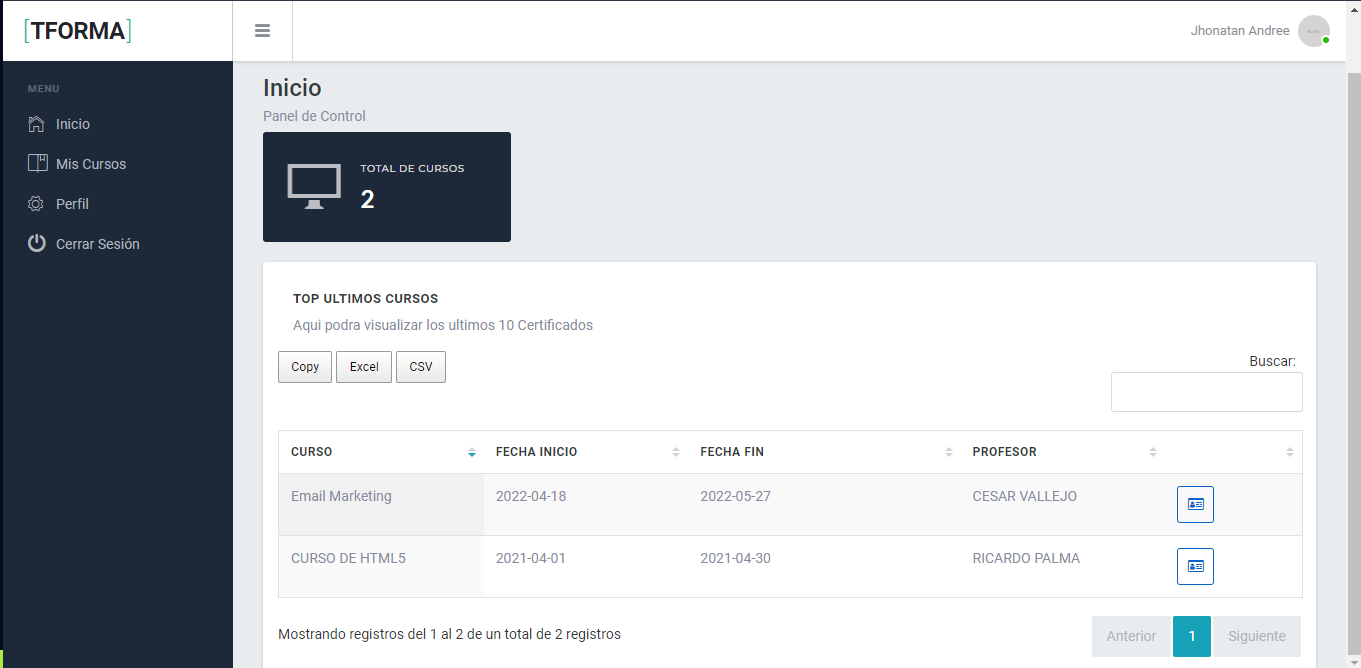 [TFORMA]
Jhonatan Andree
MENU
Inicio
Mis Cursos
Perfil
Cerrar Sesión
Inicio
Panel de Control
TOTAL DE CURSOS
2
TOP ULTIMOS CURSOS
Aqui podra visualizar los ultimos 10 Certificados
Copy Excel CSV
Buscar:
CURSO FECHA INICIO FECHA FIN PROFESOR
Email Marketing 2022-04-18 2022-05-27 CESAR VALLEJO
CURSO DE HTML5 2021-04-01 2021-04-30 RICARDO PALMA
Mostrando registros del 1 al 2 de un total de 2 registros
Anterior 1 Siguiente